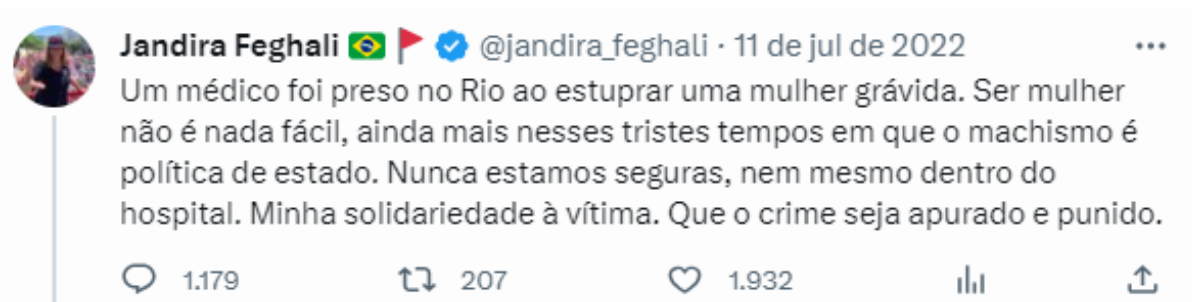 Jandira Feghali 🇧🇷 🚩 @jandira_feghali · 11 de jul de 2022
Um médico foi preso no Rio ao estuprar uma mulher grávida. Ser mulher
não é nada fácil, ainda mais nesses tristes tempos em que o machismo é
política de estado. Nunca estamos seguras, nem mesmo dentro do
hospital. Minha solidariedade à vítima. Que o crime seja apurado e punido.
1.179 207 1.932